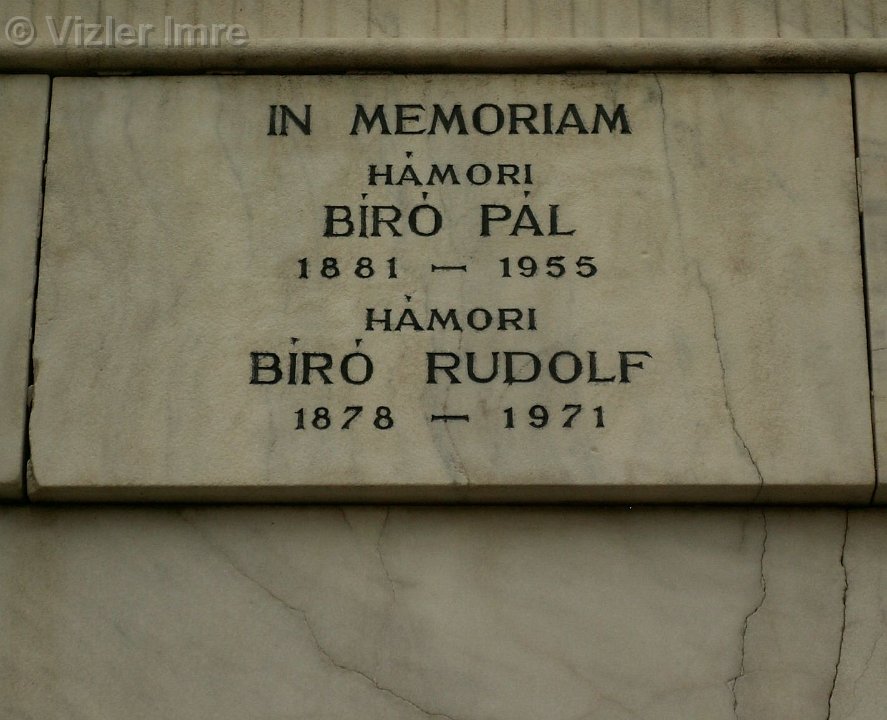 © Vizler Imre
IN MEMORIAM
HÁMORI
BÍRÓ PÁL
1881 – 1955
HÁMORI
BÍRÓ RUDOLF
1878 – 1971